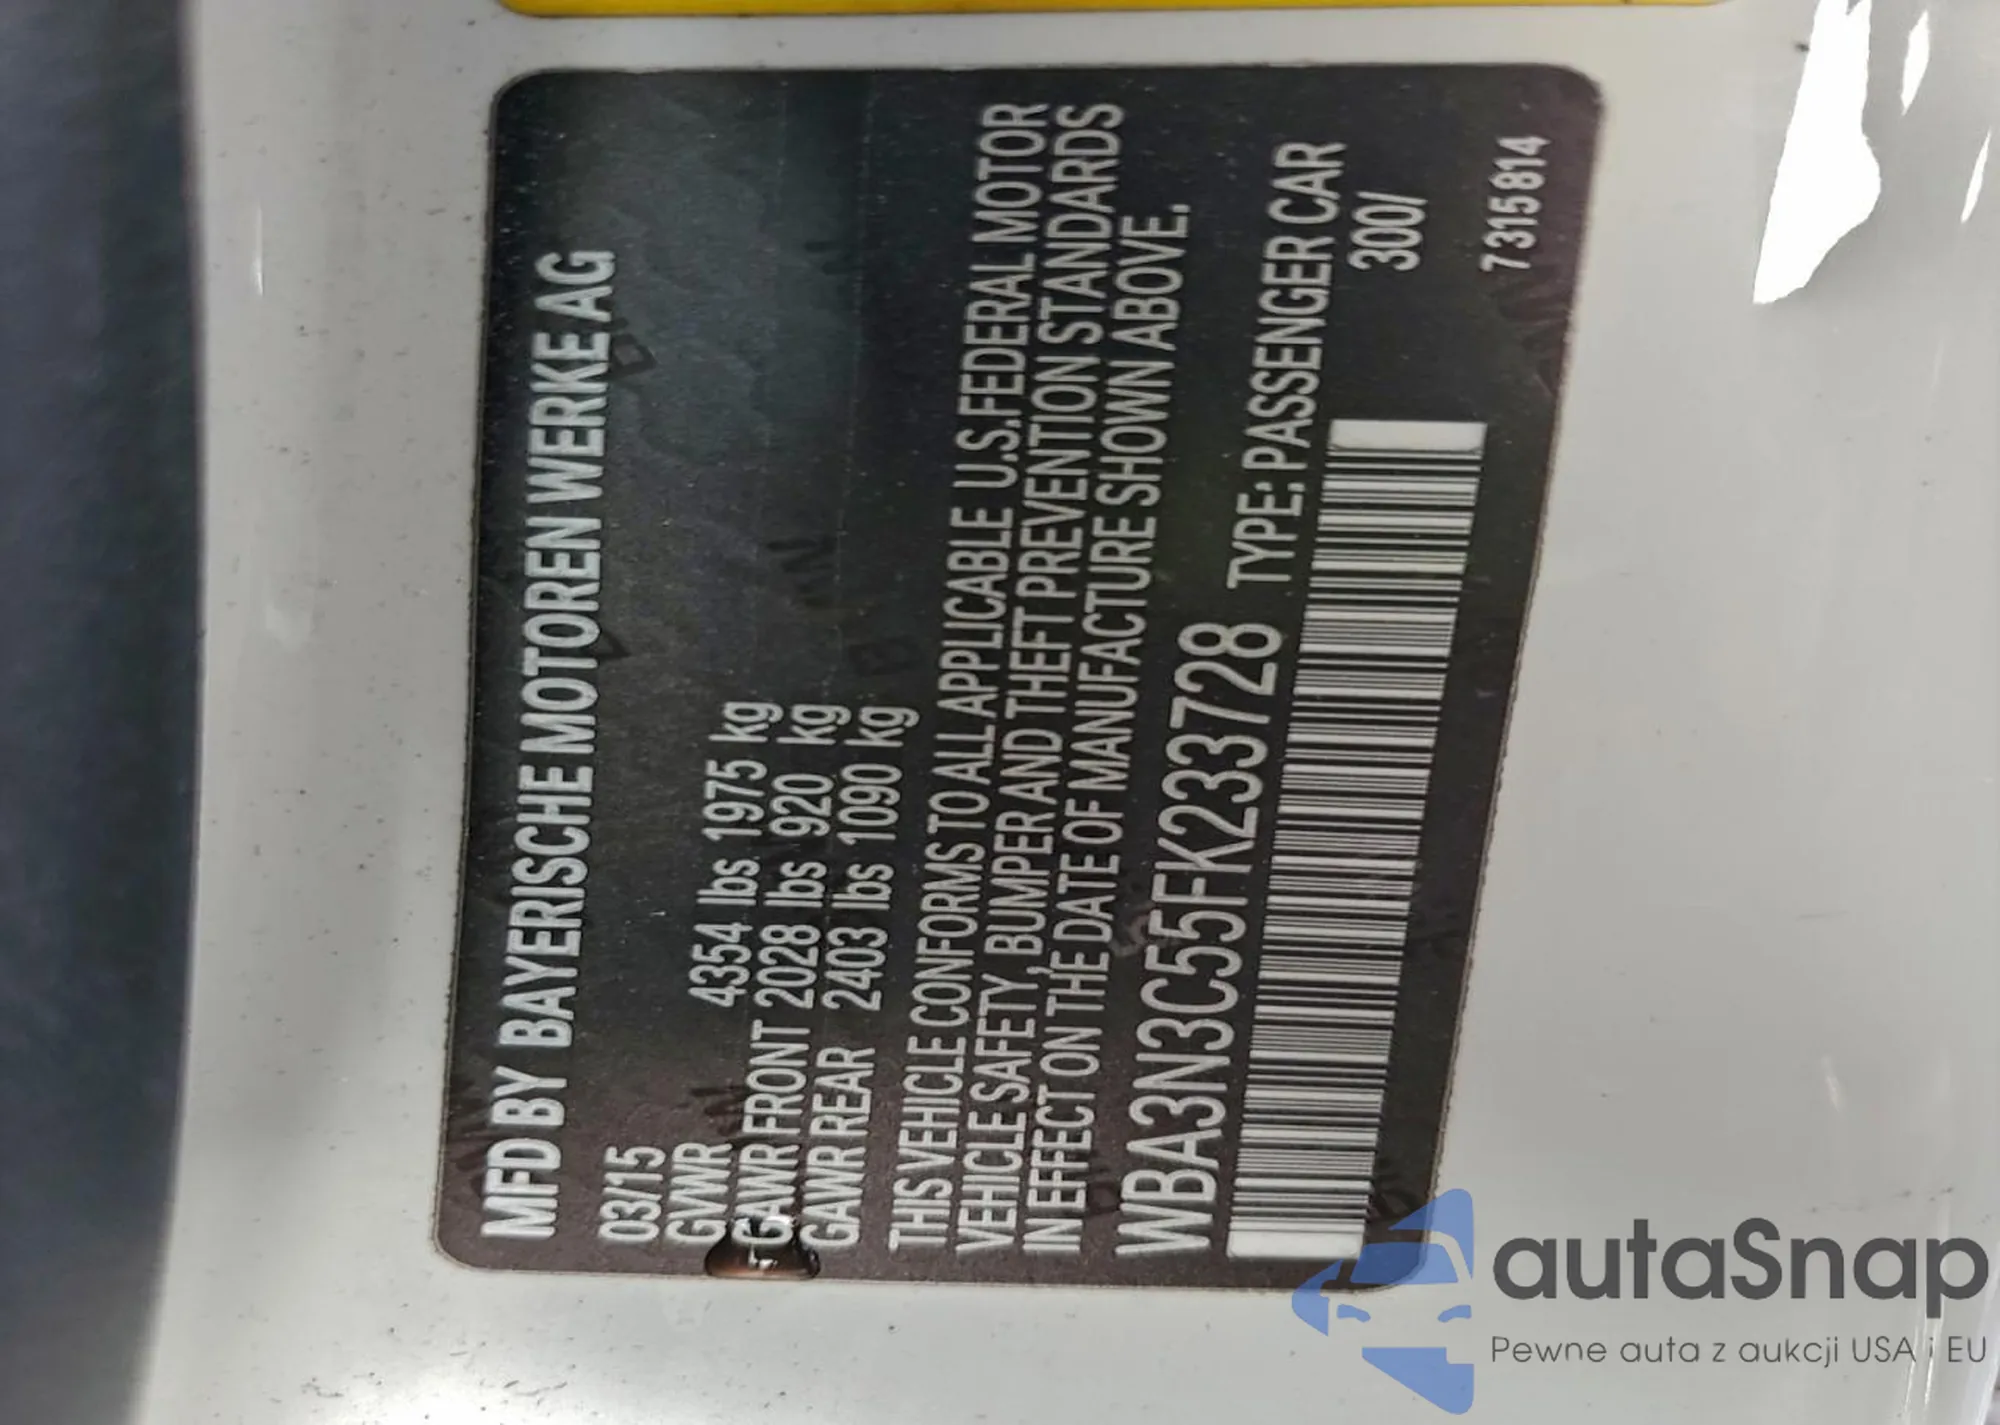 MFD BY BAYERISCHE MOTOREN WERKE AG
03/15
GVWR 4354 lbs 1975 kg
GAWR FRONT 2028 lbs 920 kg
GAWR REAR 2403 lbs 1090 kg
THIS VEHICLE CONFORMS TO ALL APPLICABLE U.S.FEDERAL MOTOR
VEHICLE SAFETY, BUMPER AND THEFT PREVENTION STANDARDS
IN EFFECT ON THE DATE OF MANUFACTURE SHOWN ABOVE.
WBA3N3C55FK233728 TYPE: PASSENGER CAR
300/
7315814
autoSnap
Pewne auta z aukcji USA i EU